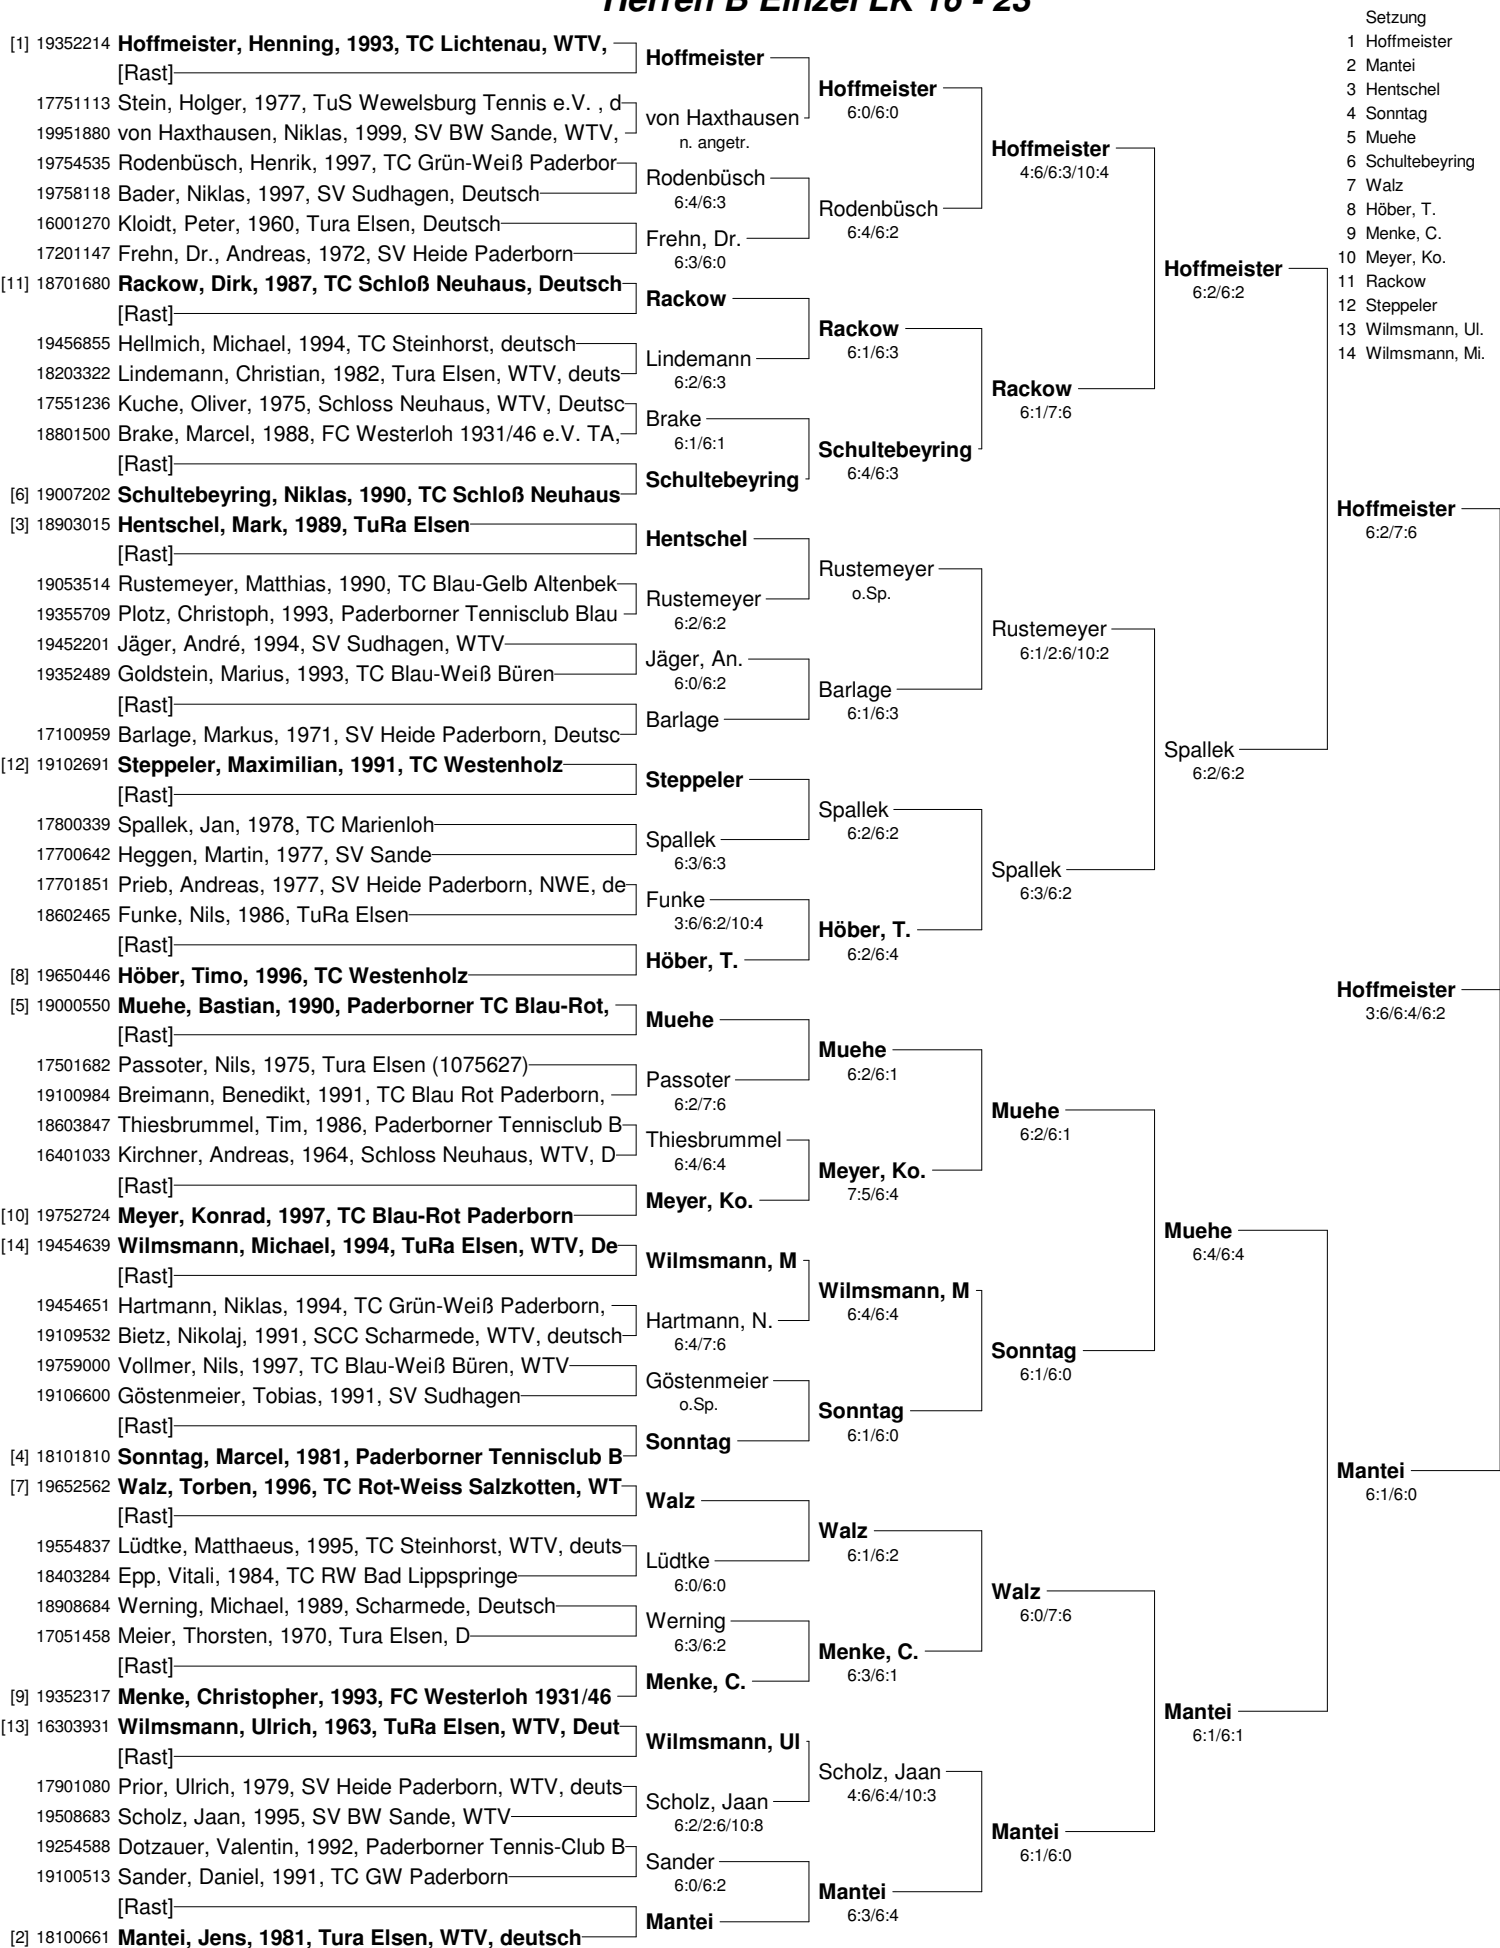 Herren B Einzel LK 16 - 23
Setzung
1 Hoffmeister
2 Mantei
3 Hentschel
4 Sonntag
5 Muehe
6 Schultebeyring
7 Walz
8 Höber, T.
9 Menke, C.
10 Meyer, Ko.
11 Rackow
12 Steppeler
13 Wilmsmann, Ul.
14 Wilmsmann, Mi.
[1] 19352214 Hoffmeister, Henning, 1993, TC Lichtenau, WTV,
[Rast]
17751113 Stein, Holger, 1977, TuS Wewelsburg Tennis e.V. , d
19951880 von Haxthausen, Niklas, 1999, SV BW Sande, WTV,
19754535 Rodenbüsch, Henrik, 1997, TC Grün-Weiß Paderbor
19758118 Bader, Niklas, 1997, SV Sudhagen, Deutsch
16001270 Kloidt, Peter, 1960, Tura Elsen, Deutsch
17201147 Frehn, Dr., Andreas, 1972, SV Heide Paderborn
[11] 18701680 Rackow, Dirk, 1987, TC Schloß Neuhaus, Deutsch
[Rast]
19456855 Hellmich, Michael, 1994, TC Steinhorst, deutsch
18203322 Lindemann, Christian, 1982, Tura Elsen, WTV, deuts
17551236 Kuche, Oliver, 1975, Schloss Neuhaus, WTV, Deutsc
18801500 Brake, Marcel, 1988, FC Westerloh 1931/46 e.V. TA,
[Rast]
[6] 19007202 Schultebeyring, Niklas, 1990, TC Schloß Neuhaus
[3] 18903015 Hentschel, Mark, 1989, TuRa Elsen
[Rast]
19053514 Rustemeyer, Matthias, 1990, TC Blau-Gelb Altenbek
19355709 Plotz, Christoph, 1993, Paderborner Tennisclub Blau
19452201 Jäger, André, 1994, SV Sudhagen, WTV
19352489 Goldstein, Marius, 1993, TC Blau-Weiß Büren
[Rast]
17100959 Barlage, Markus, 1971, SV Heide Paderborn, Deutsc
[12] 19102691 Steppeler, Maximilian, 1991, TC Westenholz
[Rast]
17800339 Spallek, Jan, 1978, TC Marienloh
17700642 Heggen, Martin, 1977, SV Sande
17701851 Prieb, Andreas, 1977, SV Heide Paderborn, NWE, de
18602465 Funke, Nils, 1986, TuRa Elsen
[Rast]
[8] 19650446 Höber, Timo, 1996, TC Westenholz
[5] 19000550 Muehe, Bastian, 1990, Paderborner TC Blau-Rot,
[Rast]
17501682 Passoter, Nils, 1975, Tura Elsen (1075627)
19100984 Breimann, Benedikt, 1991, TC Blau Rot Paderborn,
18603847 Thiesbrummel, Tim, 1986, Paderborner Tennisclub B
16401033 Kirchner, Andreas, 1964, Schloss Neuhaus, WTV, D
[Rast]
[10] 19752724 Meyer, Konrad, 1997, TC Blau-Rot Paderborn
[14] 19454639 Wilmsmann, Michael, 1994, TuRa Elsen, WTV, De
[Rast]
19454651 Hartmann, Niklas, 1994, TC Grün-Weiß Paderborn,
19109532 Bietz, Nikolaj, 1991, SCC Scharmede, WTV, deutsch
19759000 Vollmer, Nils, 1997, TC Blau-Weiß Büren, WTV
19106600 Göstenmeier, Tobias, 1991, SV Sudhagen
[Rast]
[4] 18101810 Sonntag, Marcel, 1981, Paderborner Tennisclub B
[7] 19652562 Walz, Torben, 1996, TC Rot-Weiss Salzkotten, WT
[Rast]
19554837 Lüdtke, Matthaeus, 1995, TC Steinhorst, WTV, deuts
18403284 Epp, Vitali, 1984, TC RW Bad Lippspringe
18908684 Werning, Michael, 1989, Scharmede, Deutsch
17051458 Meier, Thorsten, 1970, Tura Elsen, D
[Rast]
[9] 19352317 Menke, Christopher, 1993, FC Westerloh 1931/46
[13] 16303931 Wilmsmann, Ulrich, 1963, TuRa Elsen, WTV, Deut
[Rast]
17901080 Prior, Ulrich, 1979, SV Heide Paderborn, WTV, deuts
19508683 Scholz, Jaan, 1995, SV BW Sande, WTV
19254588 Dotzauer, Valentin, 1992, Paderborner Tennis-Club B
19100513 Sander, Daniel, 1991, TC GW Paderborn
[Rast]
[2] 18100661 Mantei, Jens, 1981, Tura Elsen, WTV, deutsch
Hoffmeister
von Haxthausen
n. angetr.
Rodenbüsch
6:4/6:3
Frehn, Dr.
6:3/6:0
Rackow
Lindemann
6:2/6:3
Brake
6:1/6:1
Schultebeyring
Hentschel
Rustemeyer
6:2/6:2
Jäger, An.
6:0/6:2
Barlage
Steppeler
Spallek
6:3/6:3
Funke
3:6/6:2/10:4
Höber, T.
Muehe
Passoter
6:2/7:6
Thiesbrummel
6:4/6:4
Meyer, Ko.
Wilmsmann, M
Hartmann, N.
6:4/7:6
Göstenmeier
o.Sp.
Sonntag
Walz
Lüdtke
6:0/6:0
Werning
6:3/6:2
Menke, C.
Wilmsmann, Ul
Scholz, Jaan
6:2/2:6/10:8
Sander
6:0/6:2
Mantei
Hoffmeister
6:0/6:0
Rodenbüsch
6:4/6:2
Rackow
6:1/6:3
Schultebeyring
6:4/6:3
Rustemeyer
o.Sp.
Barlage
6:1/6:3
Spallek
6:2/6:2
Höber, T.
6:2/6:4
Muehe
6:2/6:1
Meyer, Ko.
7:5/6:4
Wilmsmann, M
6:4/6:4
Sonntag
6:1/6:0
Walz
6:1/6:2
Menke, C.
6:3/6:1
Scholz, Jaan
4:6/6:4/10:3
Mantei
6:3/6:4
Hoffmeister
4:6/6:3/10:4
Rackow
6:1/7:6
Rustemeyer
6:1/2:6/10:2
Spallek
6:3/6:2
Muehe
6:2/6:1
Sonntag
6:1/6:0
Walz
6:0/7:6
Mantei
6:1/6:0
Hoffmeister
6:2/6:2
Spallek
6:2/6:2
Muehe
6:4/6:4
Mantei
6:1/6:1
Hoffmeister
6:2/7:6
Mantei
6:1/6:0
Hoffmeister
3:6/6:4/6:2